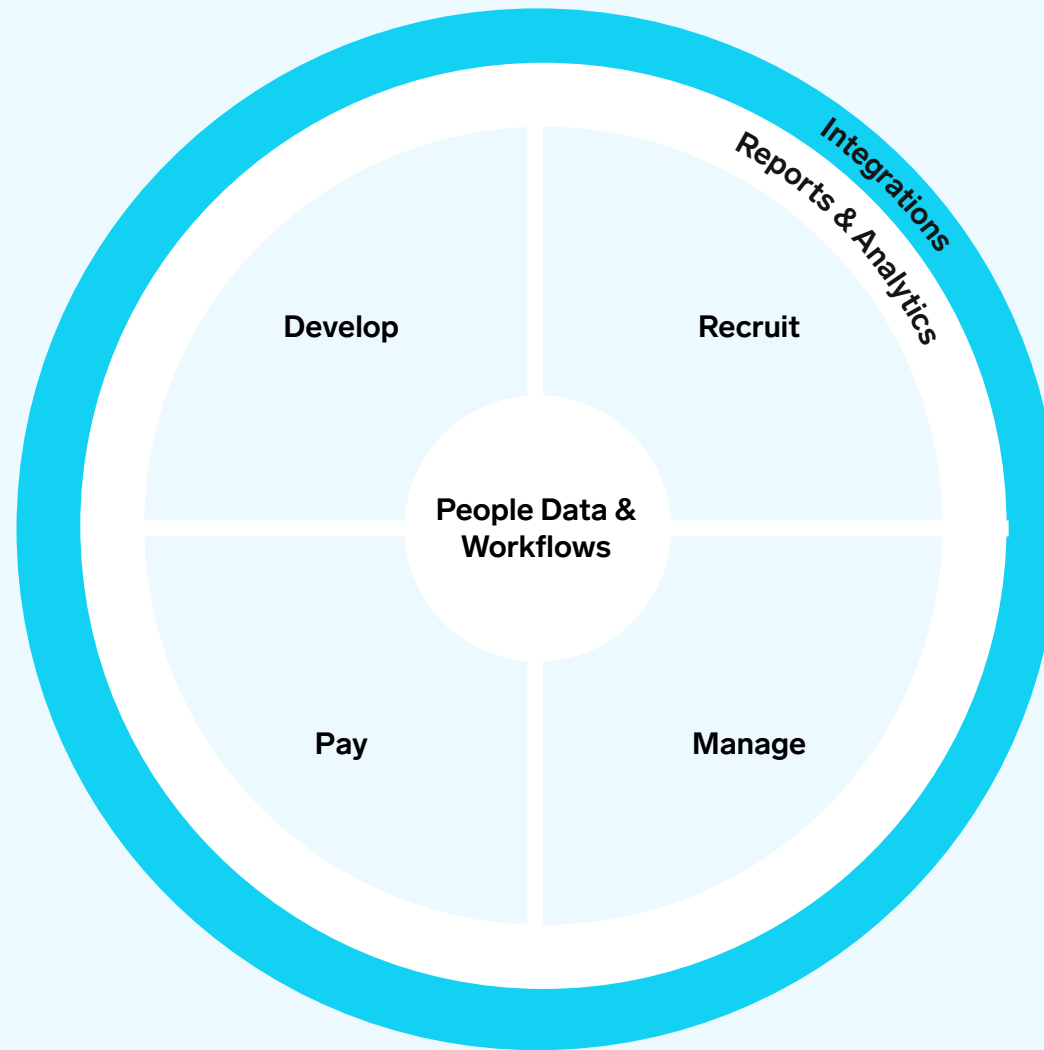 Integrations
Reports & Analytics
Develop
Recruit
People Data &
Workflows
Pay
Manage